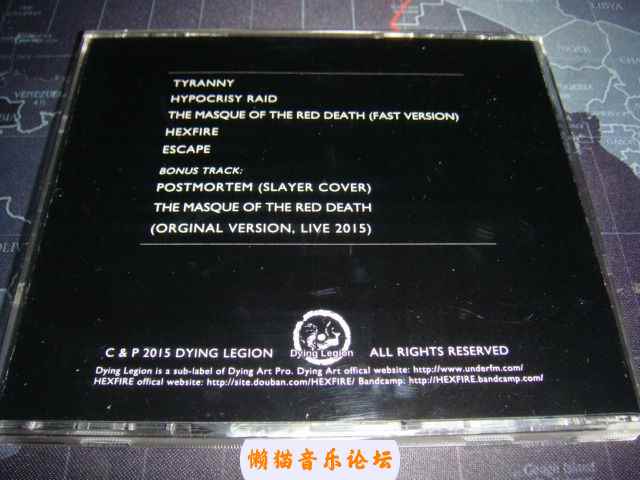 LIBYA
VENEZUELA
TYRANNY
HYPOCRISY RAID
THE MASQUE OF THE RED DEATH (FAST VERSION)
HEXFIRE
ESCAPE
BONUS TRACK:
POSTMORTEM (SLAYER COVER)
THE MASQUE OF THE RED DEATH
(ORGINAL VERSION, LIVE 2015)
Dying Legion
C & P 2015 DYING LEGION ALL RIGHTS RESERVED
Dying Legion is a sub-label of Dying Art Pro. Dying Art offical website: http://www.underfm.com/
HEXFIRE offical website: http://site.douban.com/HEXFIRE/ Bandcamp: http://HEXFIRE.bandcamp.com/
懒猫音乐论坛